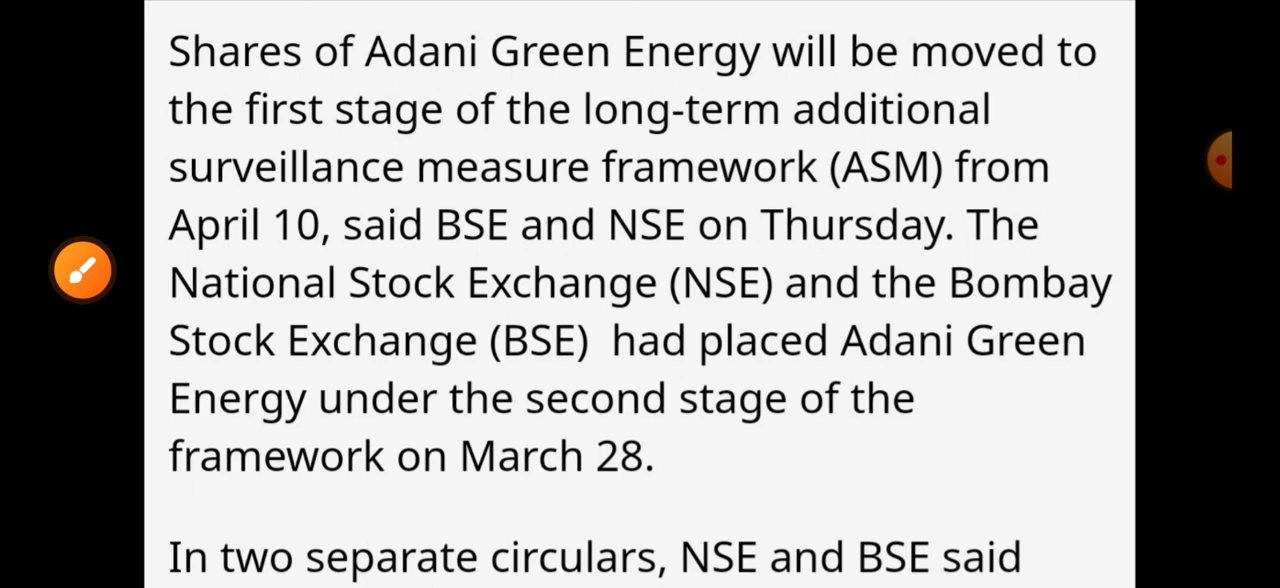 Shares of Adani Green Energy will be moved to
the first stage of the long-term additional
surveillance measure framework (ASM) from
April 10, said BSE and NSE on Thursday. The
National Stock Exchange (NSE) and the Bombay
Stock Exchange (BSE)  had placed Adani Green
Energy under the second stage of the
framework on March 28.
In two separate circulars, NSE and BSE said